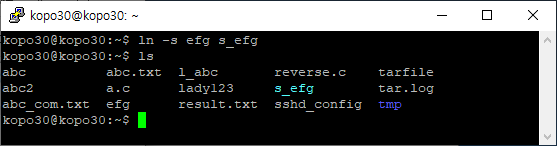 kopo30@kopo30: ~
kopo30@kopo30:~$ ln -s efg s_efg
kopo30@kopo30:~$ ls
abc abc.txt l_abc reverse.c tarfile
abc2 a.c lady123 s_efg tar.log
abc_com.txt efg result.txt sshd_config tmp
kopo30@kopo30:~$